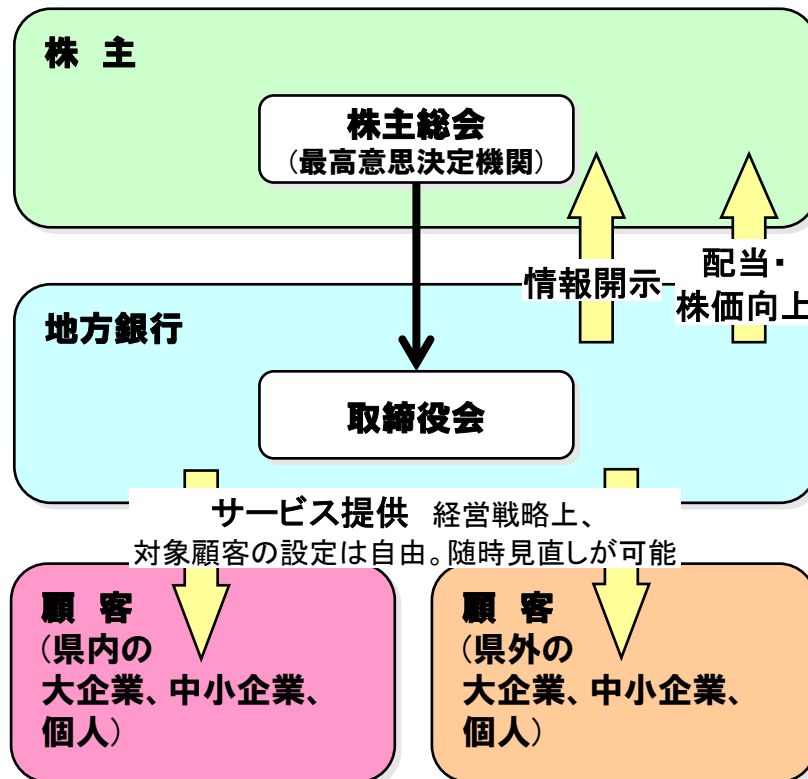 株 主
株主総会
（最高意思決定機関）
情報開示
配当・
株価向上
地方銀行
取締役会
サービス提供 経営戦略上、
対象顧客の設定は自由。随時見直しが可能
顧 客
（県内の
大企業、中小企業、
個人）
顧 客
（県外の
大企業、中小企業、
個人）